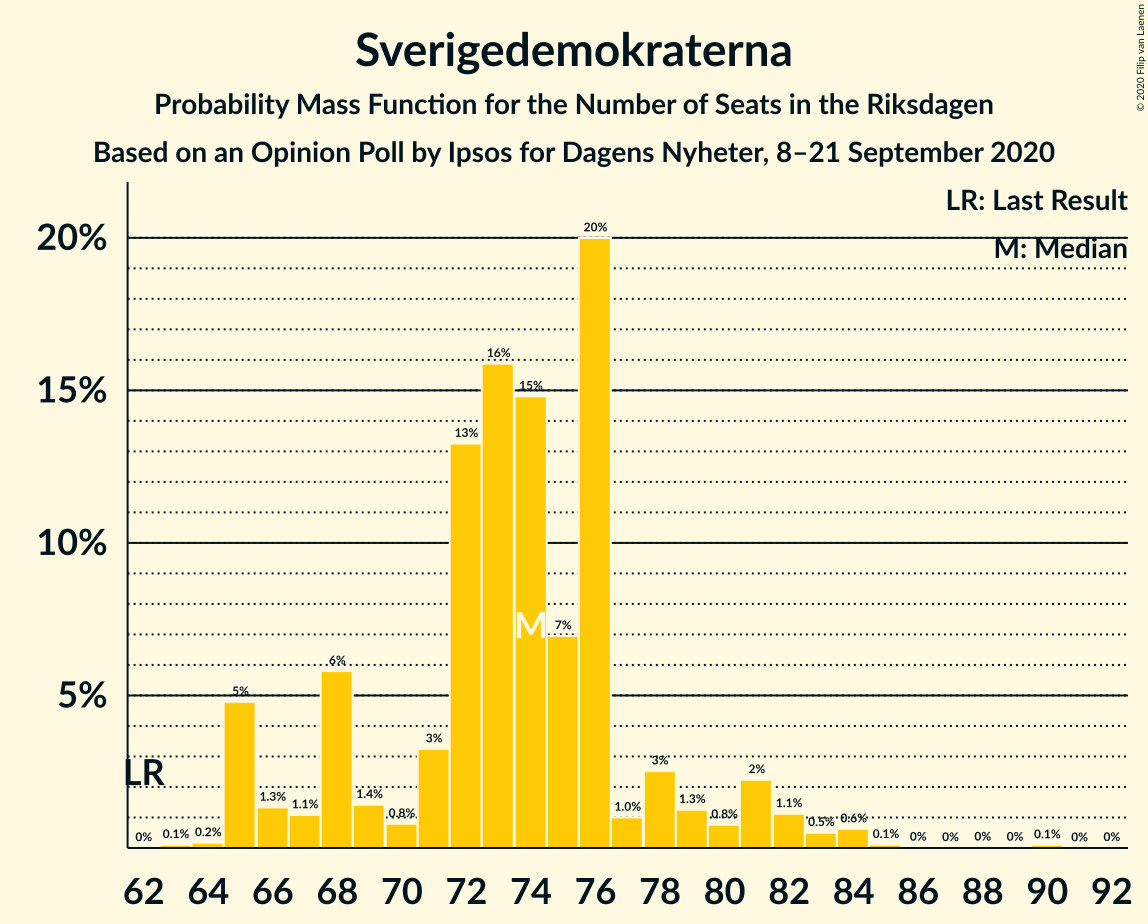 Sverigedemokraterna
Probability Mass Function for the Number of Seats in the Riksdagen
Based on an Opinion Poll by Ipsos for Dagens Nyheter, 8–21 September 2020
© 2020 Filip van Laenen
LR: Last Result
M: Median
20%
15%
10%
5%
LR
M
0% 0.1% 0.2% 5% 1.3% 1.1% 6% 1.4% 0.8% 3% 13% 16% 15% 7% 20% 1.0% 3% 1.3% 0.8% 2% 1.1% 0.5% 0.6% 0.1% 0% 0% 0% 0% 0.1% 0% 0%
62 64 66 68 70 72 74 76 78 80 82 84 86 88 90 92